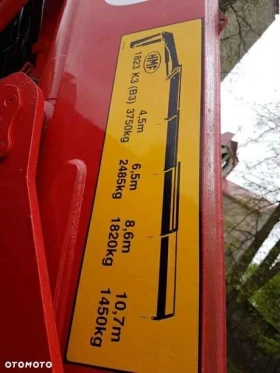 HMF
1823 K3 (B3)
4,5m 6,5m 8,6m 10,7m
3750kg 2485kg 1820kg 1450kg
OTOMOTO